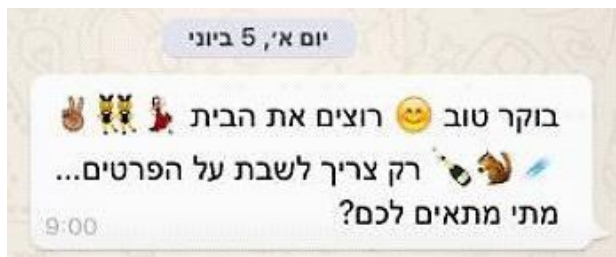 יום א׳, 5 ביוני
בוקר טוב 😊 רוצים את הבית 💃👯✌️
☄️🐿️🍾 רק צריך לשבת על הפרטים...
מתי מתאים לכם?
9:00